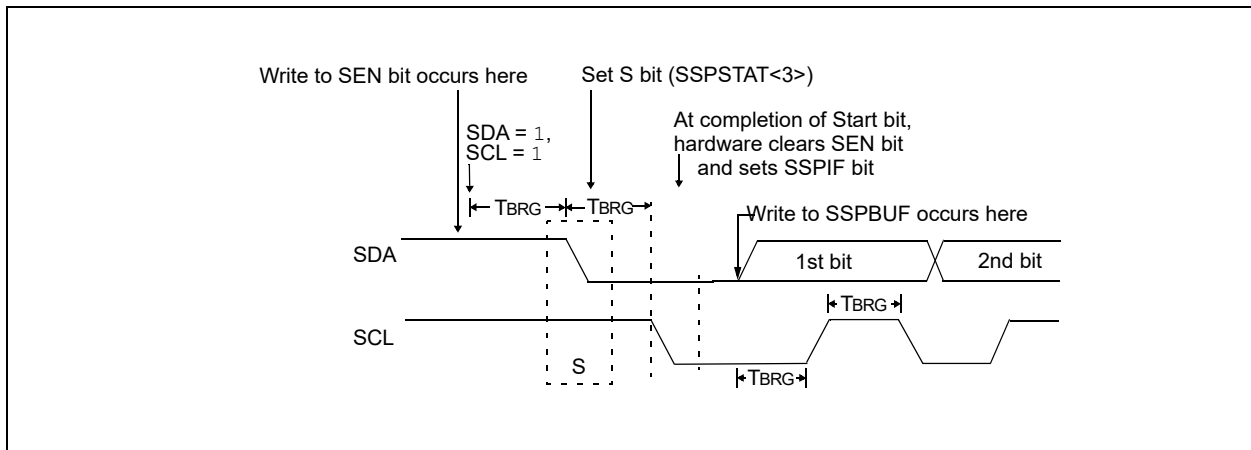 Write to SEN bit occurs here
Set S bit (SSPSTAT<3>)
SDA = 1,
SCL = 1
At completion of Start bit,
hardware clears SEN bit
and sets SSPIF bit
TBRG
TBRG
Write to SSPBUF occurs here
SDA
1st bit
2nd bit
TBRG
SCL
S
TBRG